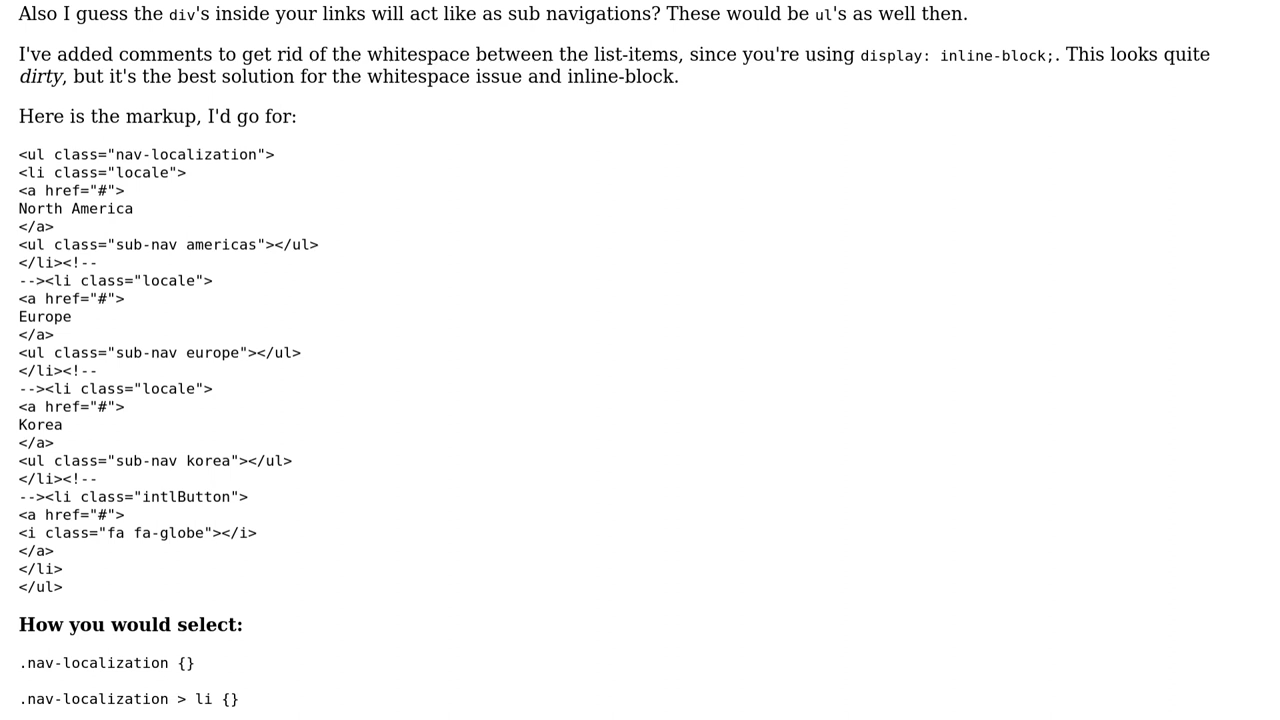 Also I guess the div's inside your links will act like as sub navigations? These would be ul's as well then.
I've added comments to get rid of the whitespace between the list-items, since you're using display: inline-block;. This looks quite
dirty, but it's the best solution for the whitespace issue and inline-block.
Here is the markup, I'd go for:
<ul class="nav-localization">
<li class="locale">
<a href="#">
North America
</a>
<ul class="sub-nav americas"></ul>
</li><!--
--><li class="locale">
<a href="#">
Europe
</a>
<ul class="sub-nav europe"></ul>
</li><!--
--><li class="locale">
<a href="#">
Korea
</a>
<ul class="sub-nav korea"></ul>
</li><!--
--><li class="intlButton">
<a href="#">
<i class="fa fa-globe"></i>
</a>
</li>
</ul>
How you would select:
.nav-localization {}
.nav-localization > li {}